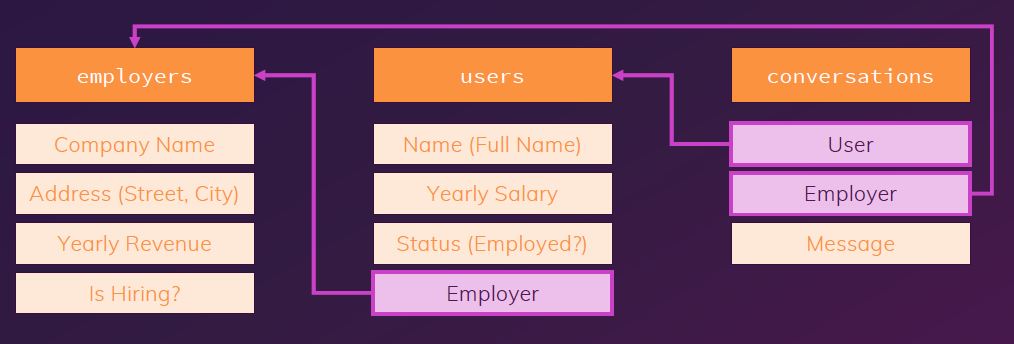 employers
Company Name
Address (Street, City)
Yearly Revenue
Is Hiring?
users
Name (Full Name)
Yearly Salary
Status (Employed?)
Employer
conversations
User
Employer
Message